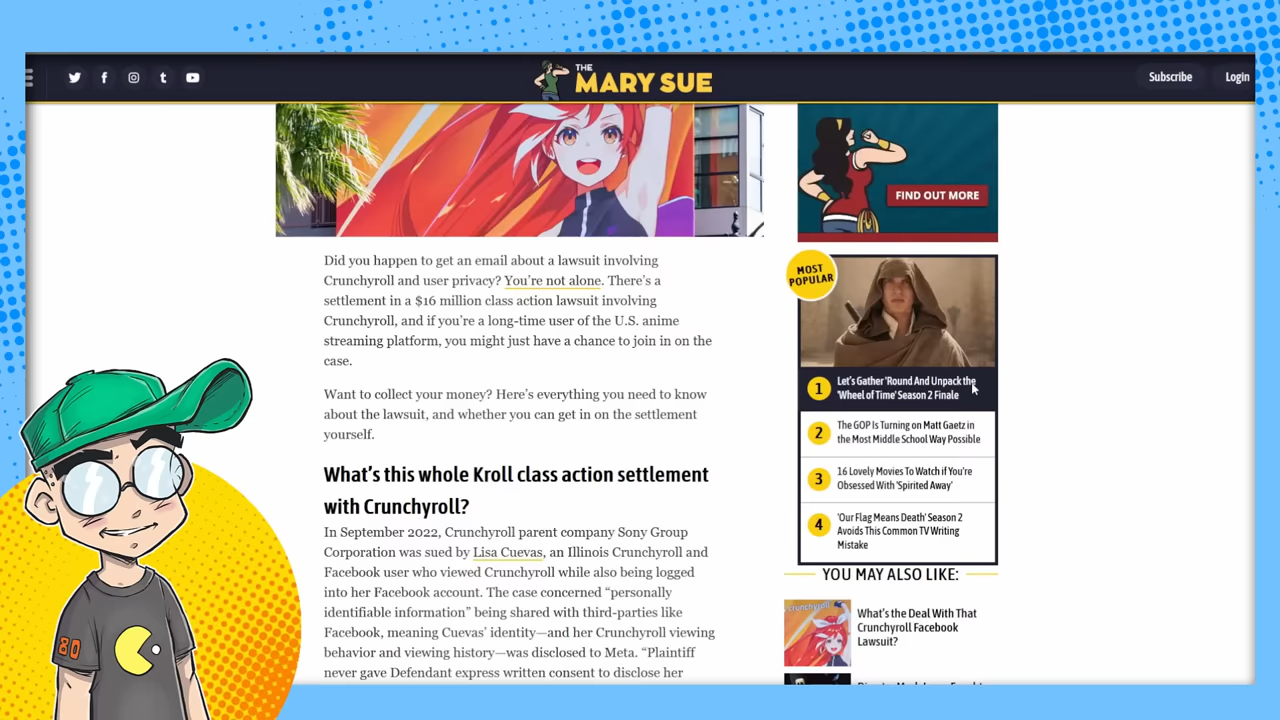 THE
MARY SUE
Subscribe
Login
FIND OUT MORE
Did you happen to get an email about a lawsuit involving
Crunchyroll and user privacy? You're not alone. There's a
settlement in a $16 million class action lawsuit involving
Crunchyroll, and if you're a long-time user of the U.S. anime
streaming platform, you might just have a chance to join in on the
case.
Want to collect your money? Here's everything you need to know
about the lawsuit, and whether you can get in on the settlement
yourself.
What's this whole Kroll class action settlement
with Crunchyroll?
In September 2022, Crunchyroll parent company Sony Group
Corporation was sued by Lisa Cuevas, an Illinois Crunchyroll and
Facebook user who viewed Crunchyroll while also being logged
into her Facebook account. The case concerned “personally
identifiable information” being shared with third-parties like
Facebook, meaning Cuevas' identity—and her Crunchyroll viewing
behavior and viewing history—was disclosed to Meta. “Plaintiff
never gave Defendant express written consent to disclose her
MOST
POPULAR
1
Let's Gather 'Round And Unpack the
'Wheel of Time' Season 2 Finale
2
The GOP Is Turning on Matt Gaetz in
the Most Middle School Way Possible
3
16 Lovely Movies To Watch if You're
Obsessed With 'Spirited Away'
4
'Our Flag Means Death' Season 2
Avoids This Common TV Writing
Mistake
YOU MAY ALSO LIKE:
crunchyroll
What's the Deal With That
Crunchyroll Facebook
Lawsuit?
80